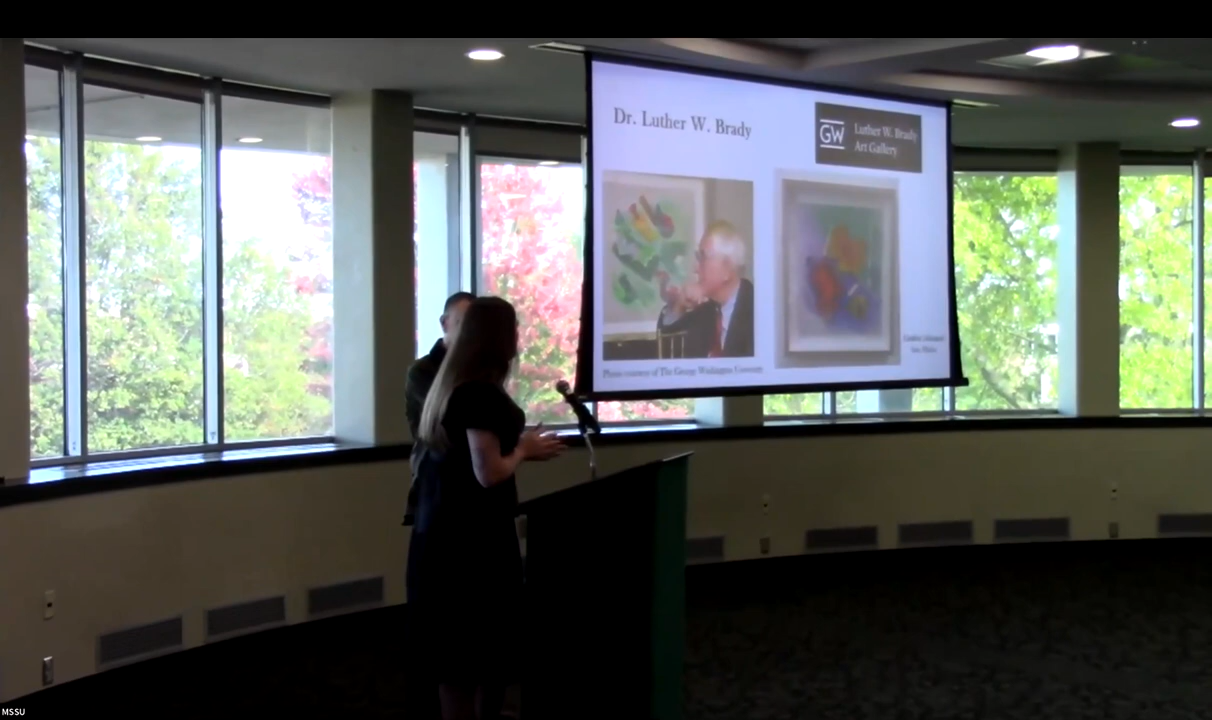 Dr. Luther W. Brady
GW
Luther W. Brady
Art Gallery
Photo courtesy of The George Washington University
MSSU